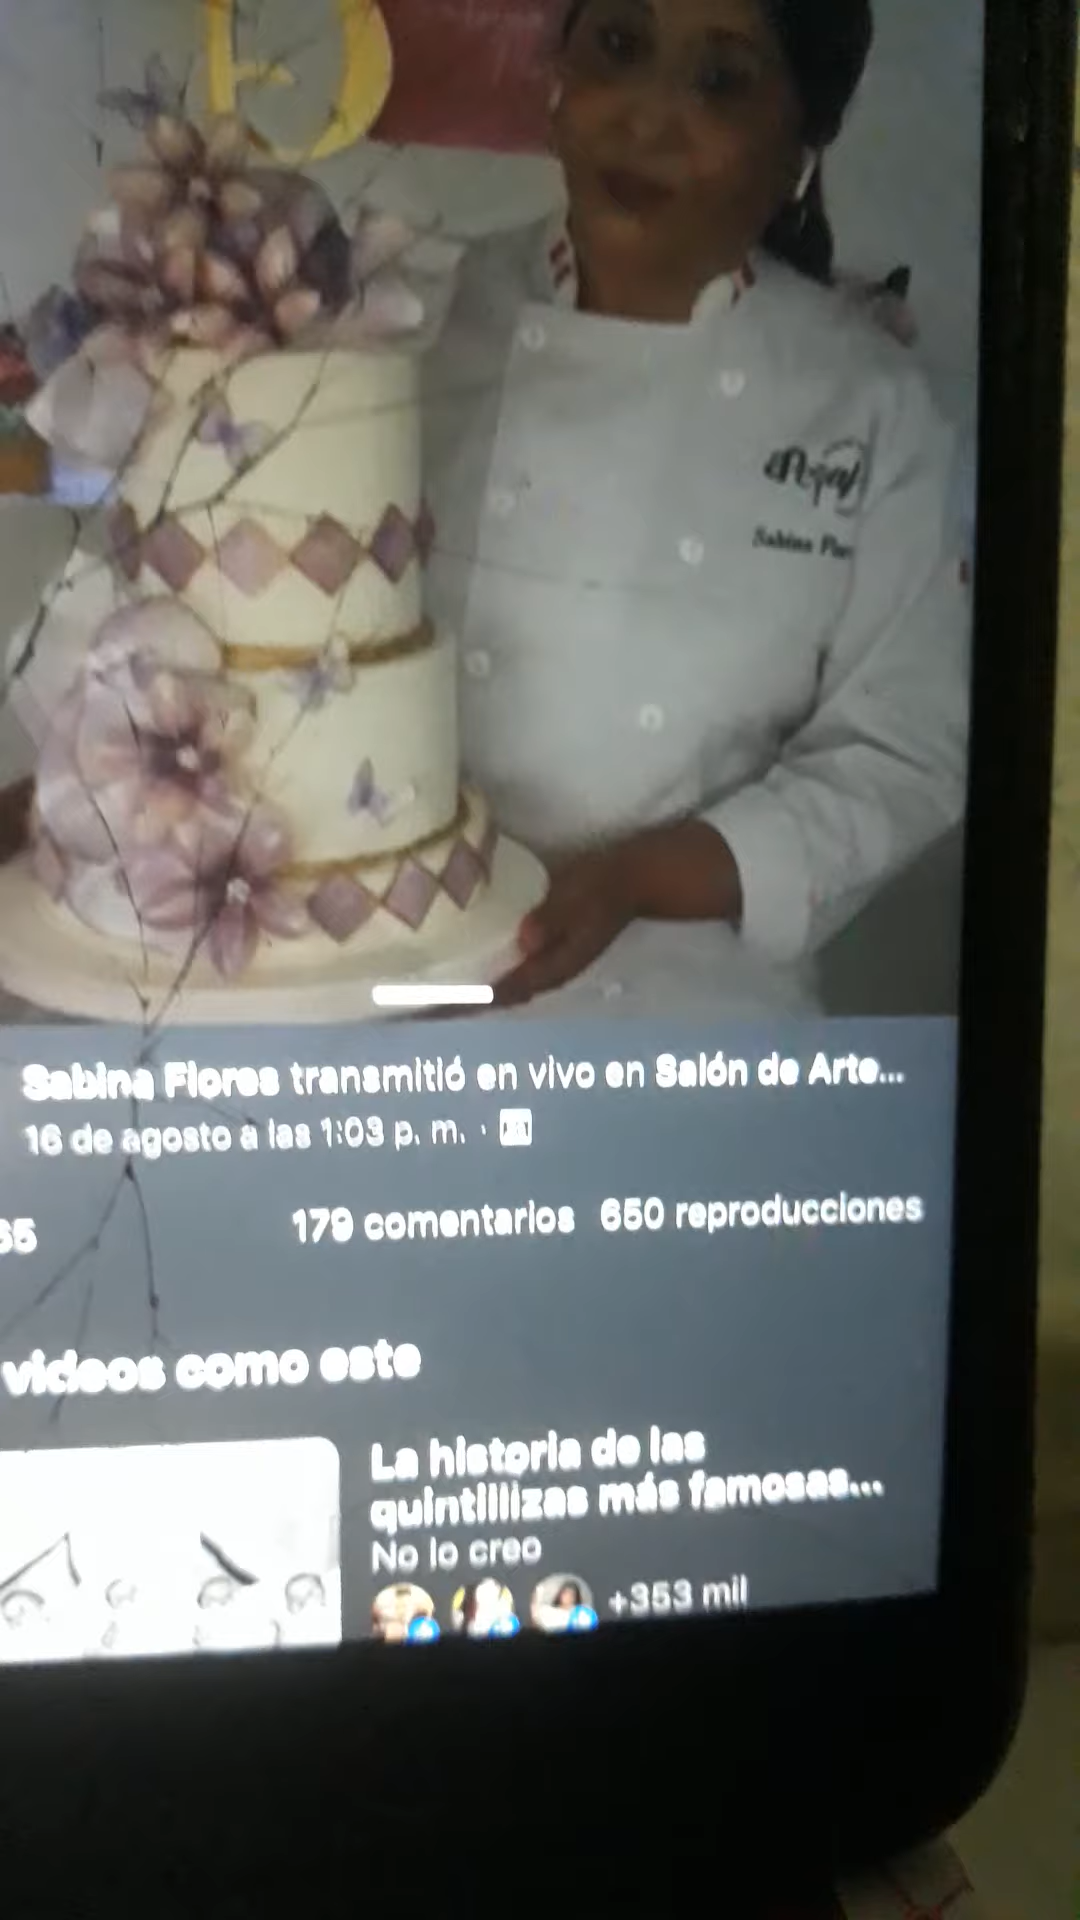 Sabina Flores transmitió en vivo en Salón de Arte...
16 de agosto a las 1:03 p. m. ·
179 comentarios 650 reproducciones
videos como este
La historia de las
quintillizas más famosas...
No lo creo
+353 mil